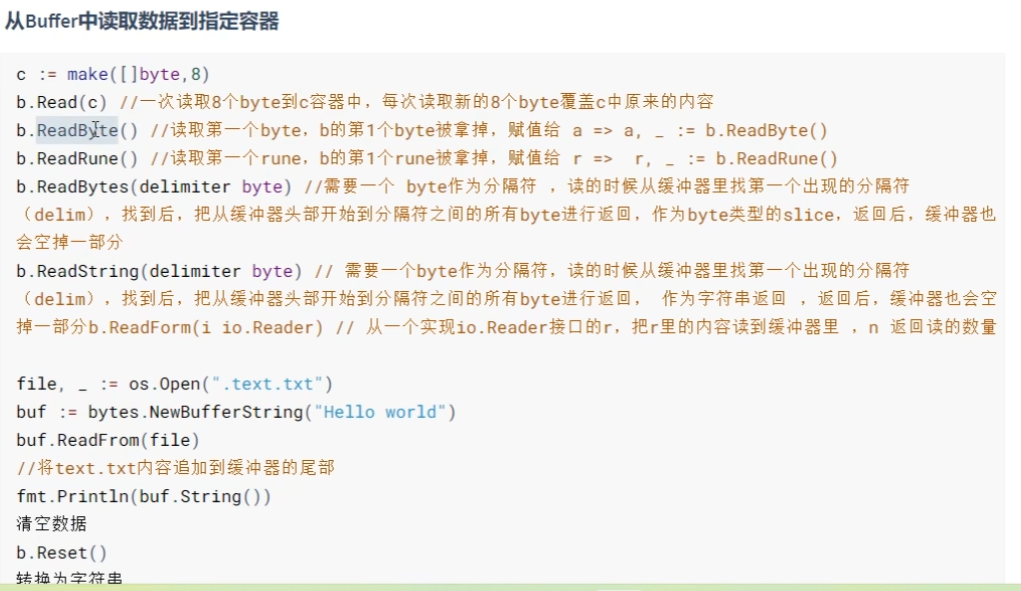 从Buffer中读取数据到指定容器
c := make([]byte,8)
b.Read(c) //一次读取8个byte到c容器中，每次读取新的8个byte覆盖c中原来的内容
b.ReadByte() //读取第一个byte，b的第1个byte被拿掉，赋值给 a => a, _ := b.ReadByte()
b.ReadRune() //读取第一个rune，b的第1个rune被拿掉，赋值给 r => r, _ := b.ReadRune()
b.ReadBytes(delimiter byte) //需要一个 byte作为分隔符 ，读的时候从缓冲器里找第一个出现的分隔符
（delim），找到后，把从缓冲器头部开始到分隔符之间的所有byte进行返回，作为byte类型的slice，返回后，缓冲器也
会空掉一部分
b.ReadString(delimiter byte) // 需要一个byte作为分隔符，读的时候从缓冲器里找第一个出现的分隔符
（delim），找到后，把从缓冲器头部开始到分隔符之间的所有byte进行返回， 作为字符串返回 ，返回后，缓冲器也会空
掉一部分b.ReadForm(i io.Reader) // 从一个实现io.Reader接口的r，把r里的内容读到缓冲器里 ，n 返回读的数量
file, _ := os.Open(".text.txt")
buf := bytes.NewBufferString("Hello world")
buf.ReadFrom(file)
//将text.txt内容追加到缓冲器的尾部
fmt.Println(buf.String())
清空数据
b.Reset()
转换为字符串